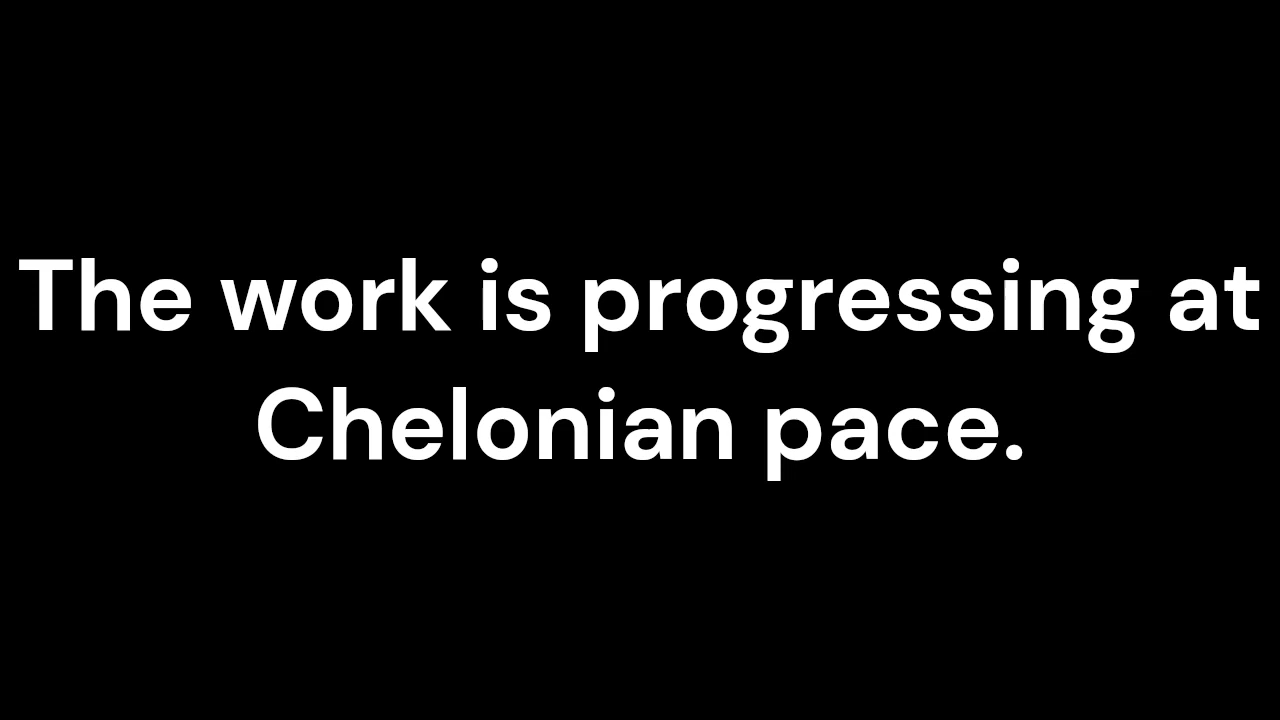 The work is progressing at
Chelonian pace.